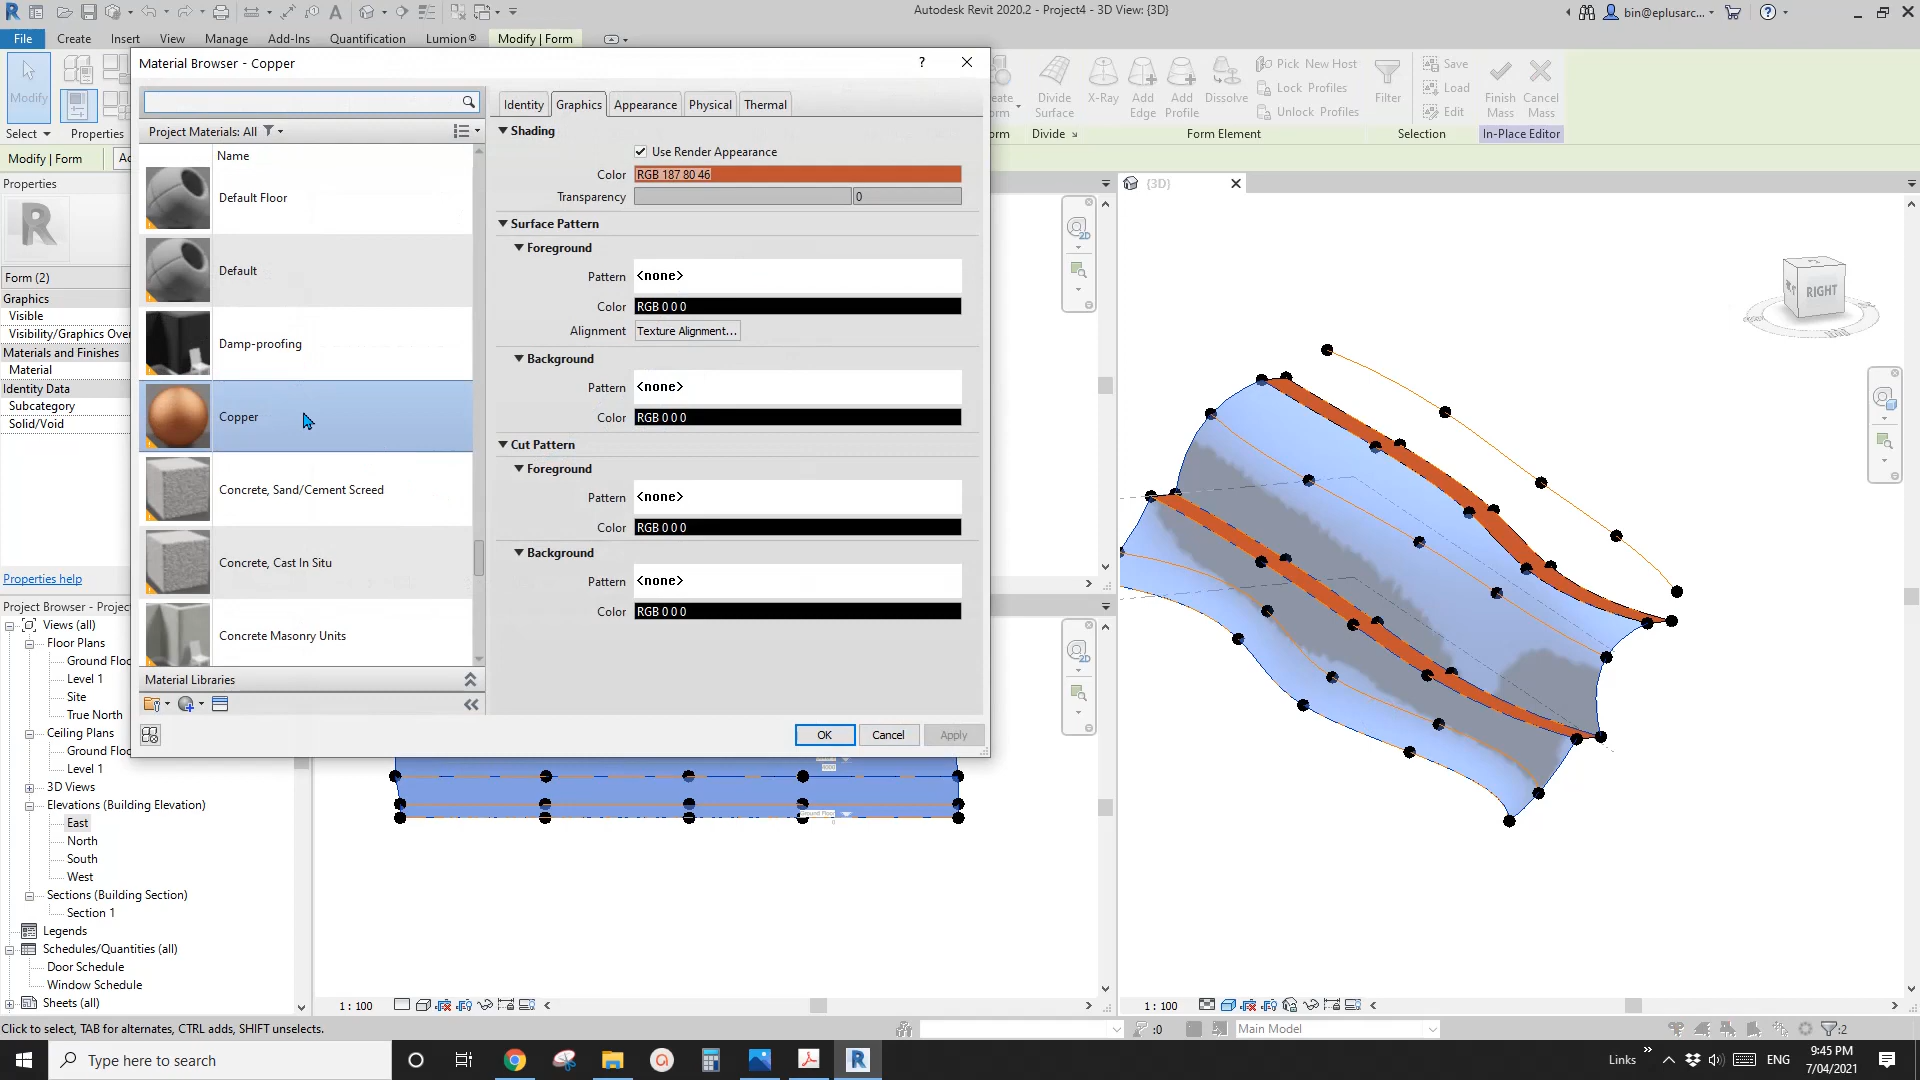 Autodesk Revit 2020.2 - Project4 - 3D View: {3D}
bin@eplusarc...
File Create Insert View Manage Add-Ins Quantification Lumion® Modify | Form
Modify
Select
Properties
Divide Surface
X-Ray
Add Edge
Add Profile
Dissolve
Pick New Host
Lock Profiles
Unlock Profiles
Filter
Save
Load
Edit
Finish Mass
Cancel Mass
Divide
Form Element
Selection
In-Place Editor
Modify | Form
Properties
Form (2)
Graphics
Visible
Visibility/Graphics Over
Materials and Finishes
Material
Identity Data
Subcategory
Solid/Void
Properties help
Material Browser - Copper
?
Project Materials: All
Name
Default Floor
Default
Damp-proofing
Copper
Concrete, Sand/Cement Screed
Concrete, Cast In Situ
Concrete Masonry Units
Material Libraries
Identity Graphics Appearance Physical Thermal
Shading
Use Render Appearance
Color RGB 187 80 46
Transparency 0
Surface Pattern
Foreground
Pattern <none>
Color RGB 0 0 0
Alignment Texture Alignment...
Background
Pattern <none>
Color RGB 0 0 0
Cut Pattern
Foreground
Pattern <none>
Color RGB 0 0 0
Background
Pattern <none>
Color RGB 0 0 0
OK Cancel Apply
{3D}
RIGHT
2D
2D
Project Browser - Projec
Views (all)
Floor Plans
Ground Floo
Level 1
Site
True North
Ceiling Plans
Ground Floo
Level 1
3D Views
Elevations (Building Elevation)
East
North
South
West
Sections (Building Section)
Section 1
Legends
Schedules/Quantities (all)
Door Schedule
Window Schedule
Sheets (all)
Ground Floor
1 : 100
1 : 100
Click to select, TAB for alternates, CTRL adds, SHIFT unselects.
:0
Main Model
:2
Type here to search
Links
ENG
9:45 PM
7/04/2021